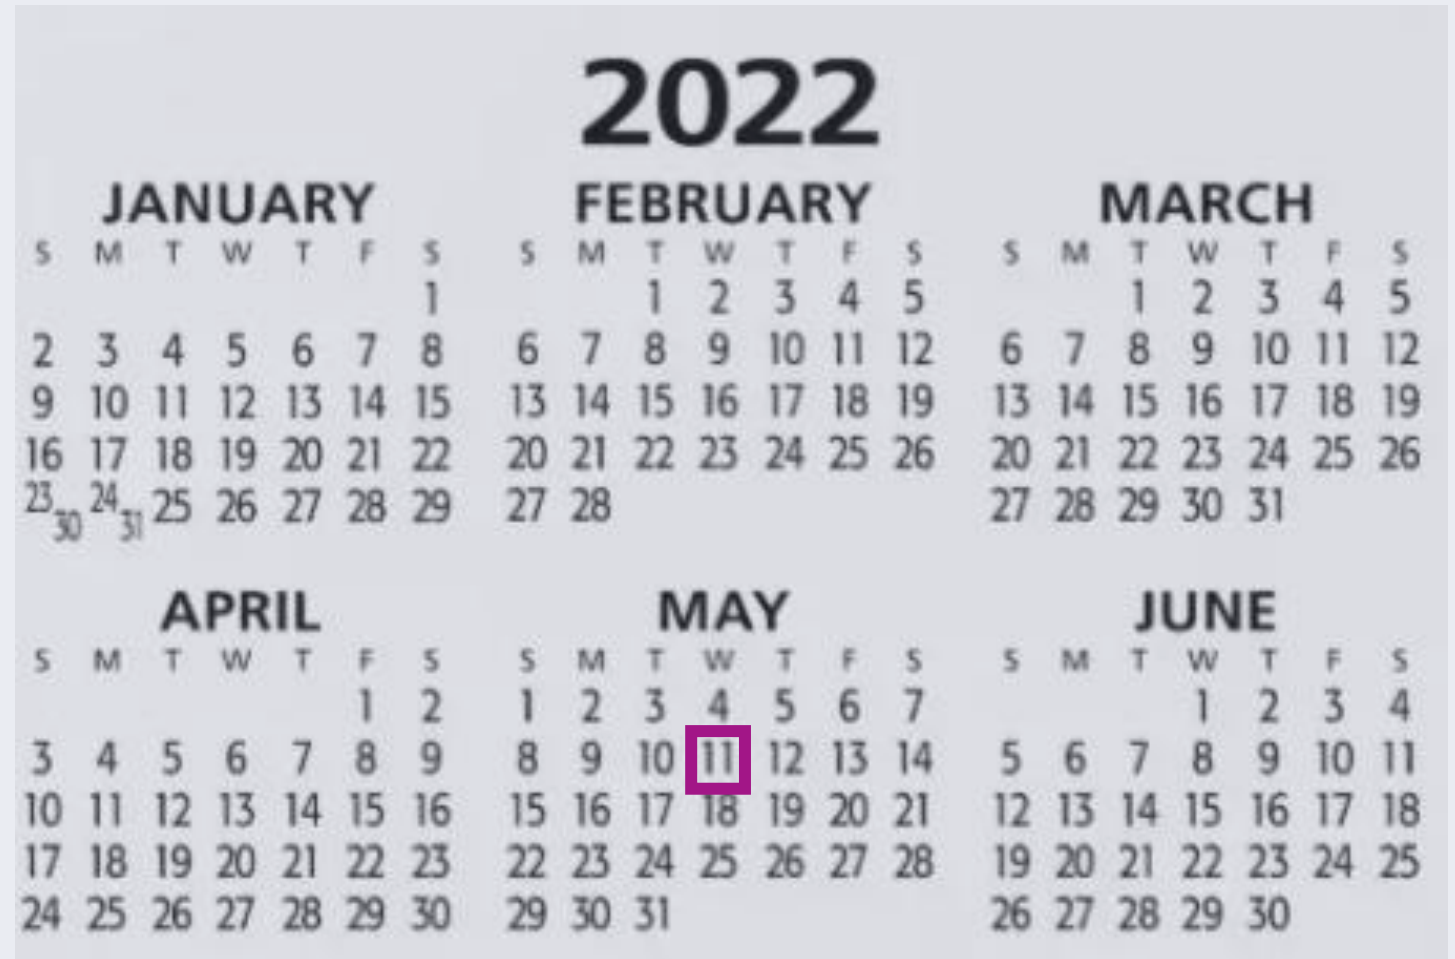 2022
JANUARY FEBRUARY MARCH
S M T W T F S S M T W T F S S M T W T F S
1 1 2 3 4 5 1 2 3 4 5
2 3 4 5 6 7 8 6 7 8 9 10 11 12 6 7 8 9 10 11 12
9 10 11 12 13 14 15 13 14 15 16 17 18 19 13 14 15 16 17 18 19
16 17 18 19 20 21 22 20 21 22 23 24 25 26 20 21 22 23 24 25 26
23 30 24 31 25 26 27 28 29 27 28 27 28 29 30 31
APRIL MAY JUNE
S M T W T F S S M T W T F S S M T W T F S
1 2 1 2 3 4 5 6 7 1 2 3 4
3 4 5 6 7 8 9 8 9 10 11 12 13 14 5 6 7 8 9 10 11
10 11 12 13 14 15 16 15 16 17 18 19 20 21 12 13 14 15 16 17 18
17 18 19 20 21 22 23 22 23 24 25 26 27 28 19 20 21 22 23 24 25
24 25 26 27 28 29 30 29 30 31 26 27 28 29 30